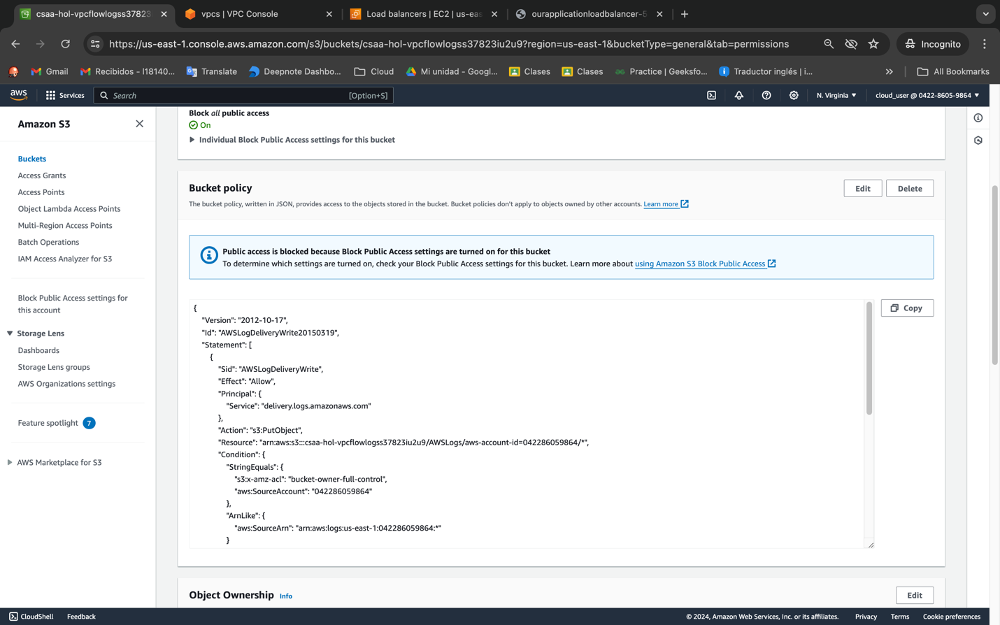 csaa-hol-vpcflowlogss37823
vpcs | VPC Console
Load balancers | EC2 | us-eas
ourapplicationloadbalancer-5
https://us-east-1.console.aws.amazon.com/s3/buckets/csaa-hol-vpcflowlogss37823iu2u9?region=us-east-1&bucketType=general&tab=permissions
Incognito
Gmail
Recibidos - l18140...
Translate
Deepnote Dashbo...
Cloud
Mi unidad - Googl...
Clases
Clases
Practice | Geeksfo...
Traductor inglés | i...
All Bookmarks
aws
Services
Search
[Option+S]
N. Virginia
cloud_user @ 0422-8605-9864
Amazon S3
Buckets
Access Grants
Access Points
Object Lambda Access Points
Multi-Region Access Points
Batch Operations
IAM Access Analyzer for S3
Block Public Access settings for
this account
Storage Lens
Dashboards
Storage Lens groups
AWS Organizations settings
Feature spotlight 7
AWS Marketplace for S3
Block all public access
On
Individual Block Public Access settings for this bucket
Bucket policy
Edit
Delete
The bucket policy, written in JSON, provides access to the objects stored in the bucket. Bucket policies don't apply to objects owned by other accounts. Learn more
Public access is blocked because Block Public Access settings are turned on for this bucket
To determine which settings are turned on, check your Block Public Access settings for this bucket. Learn more about using Amazon S3 Block Public Access
Copy
{
"Version": "2012-10-17",
"Id": "AWSLogDeliveryWrite20150319",
"Statement": [
{
"Sid": "AWSLogDeliveryWrite",
"Effect": "Allow",
"Principal": {
"Service": "delivery.logs.amazonaws.com"
},
"Action": "s3:PutObject",
"Resource": "arn:aws:s3:::csaa-hol-vpcflowlogss37823iu2u9/AWSLogs/aws-account-id=042286059864/*",
"Condition": {
"StringEquals": {
"s3:x-amz-acl": "bucket-owner-full-control",
"aws:SourceAccount": "042286059864"
},
"ArnLike": {
"aws:SourceArn": "arn:aws:logs:us-east-1:042286059864:*"
}
Object Ownership Info
Edit
CloudShell
Feedback
© 2024, Amazon Web Services, Inc. or its affiliates.
Privacy
Terms
Cookie preferences